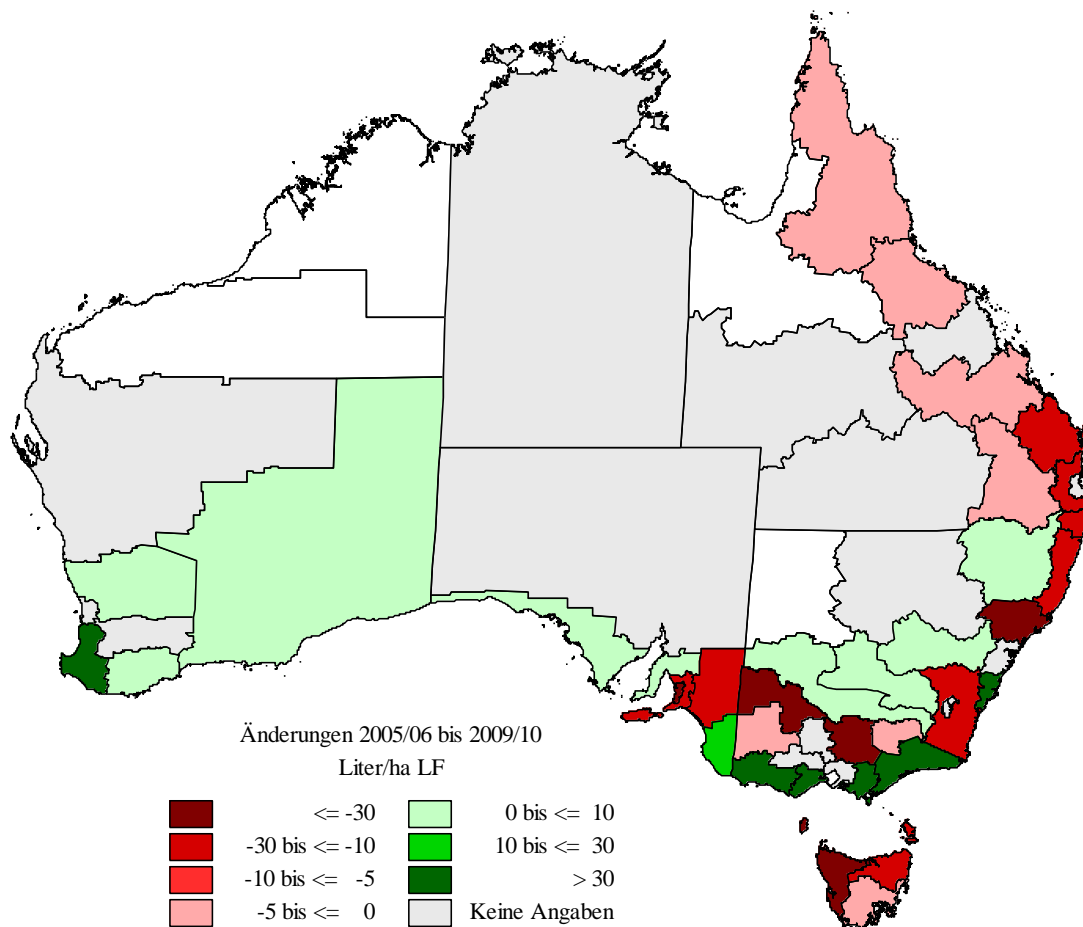 Änderungen 2005/06 bis 2009/10
Liter/ha LF
<= -30
-30 bis <= -10
-10 bis <= -5
-5 bis <= 0
0 bis <= 10
10 bis <= 30
> 30
Keine Angaben